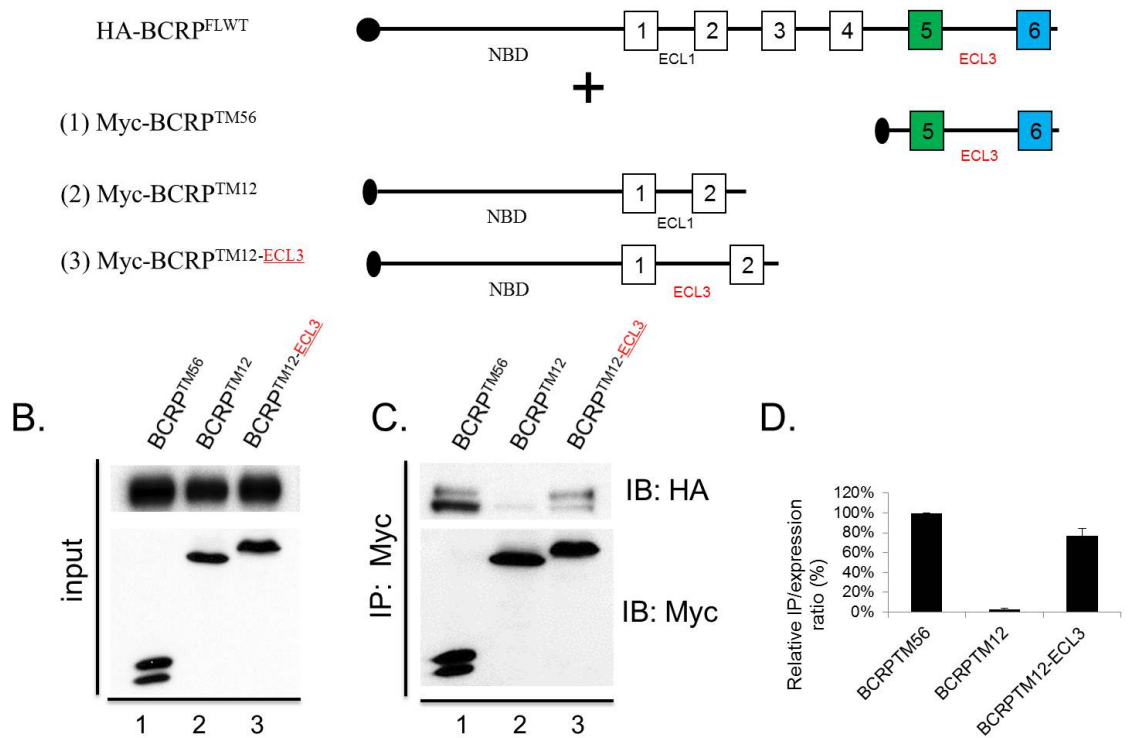 HA-BCRPFLWT
NBD
1 2 3 4 5 6
ECL1
ECL3
+
(1) Myc-BCRPTM56
5 6
ECL3
(2) Myc-BCRPTM12
NBD
1 2
ECL1
(3) Myc-BCRPTM12-ECL3
NBD
1 2
ECL3
B.
BCRPTM56
BCRPTM12
BCRPTM12-ECL3
input
1 2 3
C.
BCRPTM56
BCRPTM12
BCRPTM12-ECL3
IP: Myc
IB: HA
IB: Myc
1 2 3
D.
Relative IP/expression
ratio (%)
120%
100%
80%
60%
40%
20%
0%
BCRPTM56
BCRPTM12
BCRPTM12-ECL3